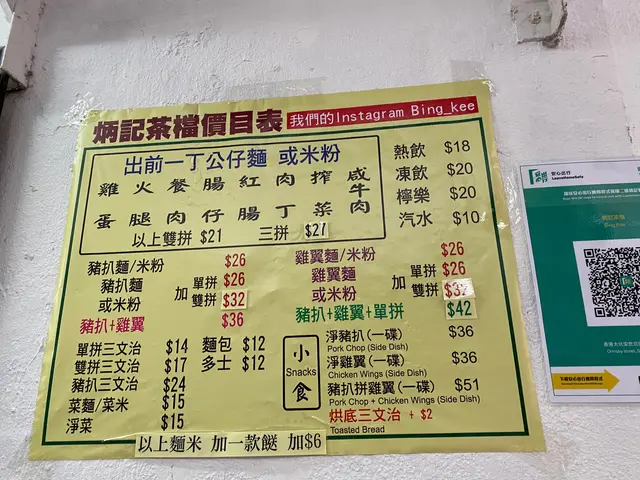 炳記茶檔價目表 我們的Instagram Bing_kee
出前一丁公仔麵 或米粉
雞蛋 火腿 餐肉 腸仔 紅腸 肉丁 榨菜 咸牛肉
以上雙拼 $21 三拼 $27
熱飲 $18
凍飲 $20
檸樂 $20
汽水 $10
豬扒麵/米粉 $26
豬扒麵或米粉 加 單拼 $26
雙拼 $32
豬扒+雞翼 $36
雞翼麵/米粉 $26
雞翼麵或米粉 加 單拼 $26
雙拼 $32
豬扒+雞翼+單拼 $42
單拼三文治 $14
雙拼三文治 $17
豬扒三文治 $24
菜麵/菜米 $15
淨菜 $15
麵包 $12
多士 $12
小食
Snacks
淨豬扒(一碟) $36
Pork Chop (Side Dish)
淨雞翼(一碟) $36
Chicken Wings (Side Dish)
豬扒拼雞翼(一碟) $51
Pork Chop + Chicken Wings (Side Dish)
烘底三文治 + $2
Toasted Bread
以上麵米 加一款餸 加$6
安心出行
LeaveHomeSafe